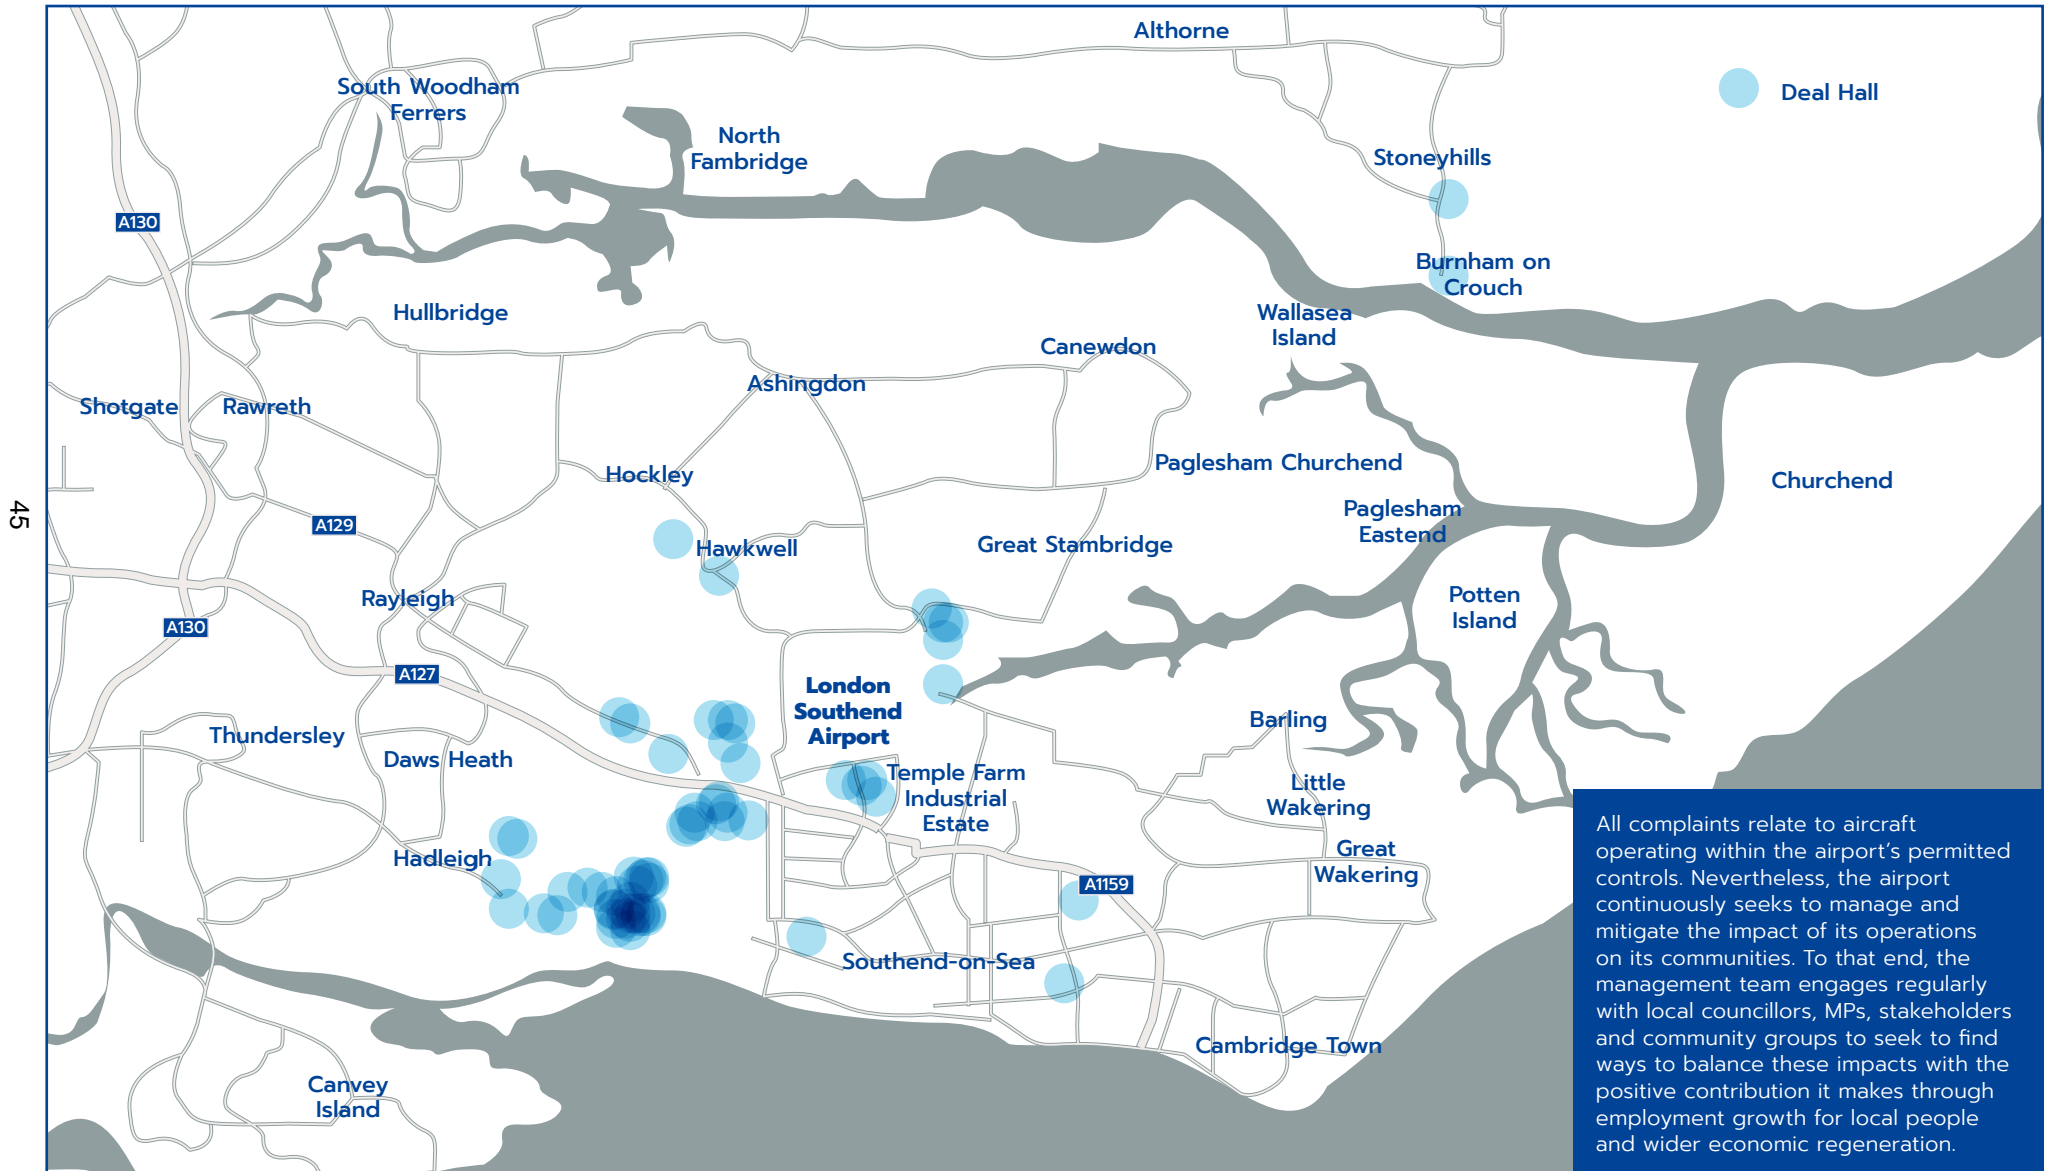 Althorne
South Woodham
Ferrers
Deal Hall
North
Fambridge
Stoneyhills
A130
Burnham on
Crouch
Hullbridge
Wallasea
Island
Canewdon
Ashingdon
Shotgate
Rawreth
Hockley
Paglesham Churchend
Churchend
45
A129
Paglesham
Eastend
Hawkwell
Great Stambridge
Rayleigh
Potten
Island
A130
A127
London
Southend
Airport
Barling
Thundersley
Daws Heath
Temple Farm
Industrial
Estate
Little
Wakering
Hadleigh
Great
Wakering
A1159
Southend-on-Sea
Cambridge Town
Canvey
Island
All complaints relate to aircraft
operating within the airport’s permitted
controls. Nevertheless, the airport
continuously seeks to manage and
mitigate the impact of its operations
on its communities. To that end, the
management team engages regularly
with local councillors, MPs, stakeholders
and community groups to seek to find
ways to balance these impacts with the
positive contribution it makes through
employment growth for local people
and wider economic regeneration.